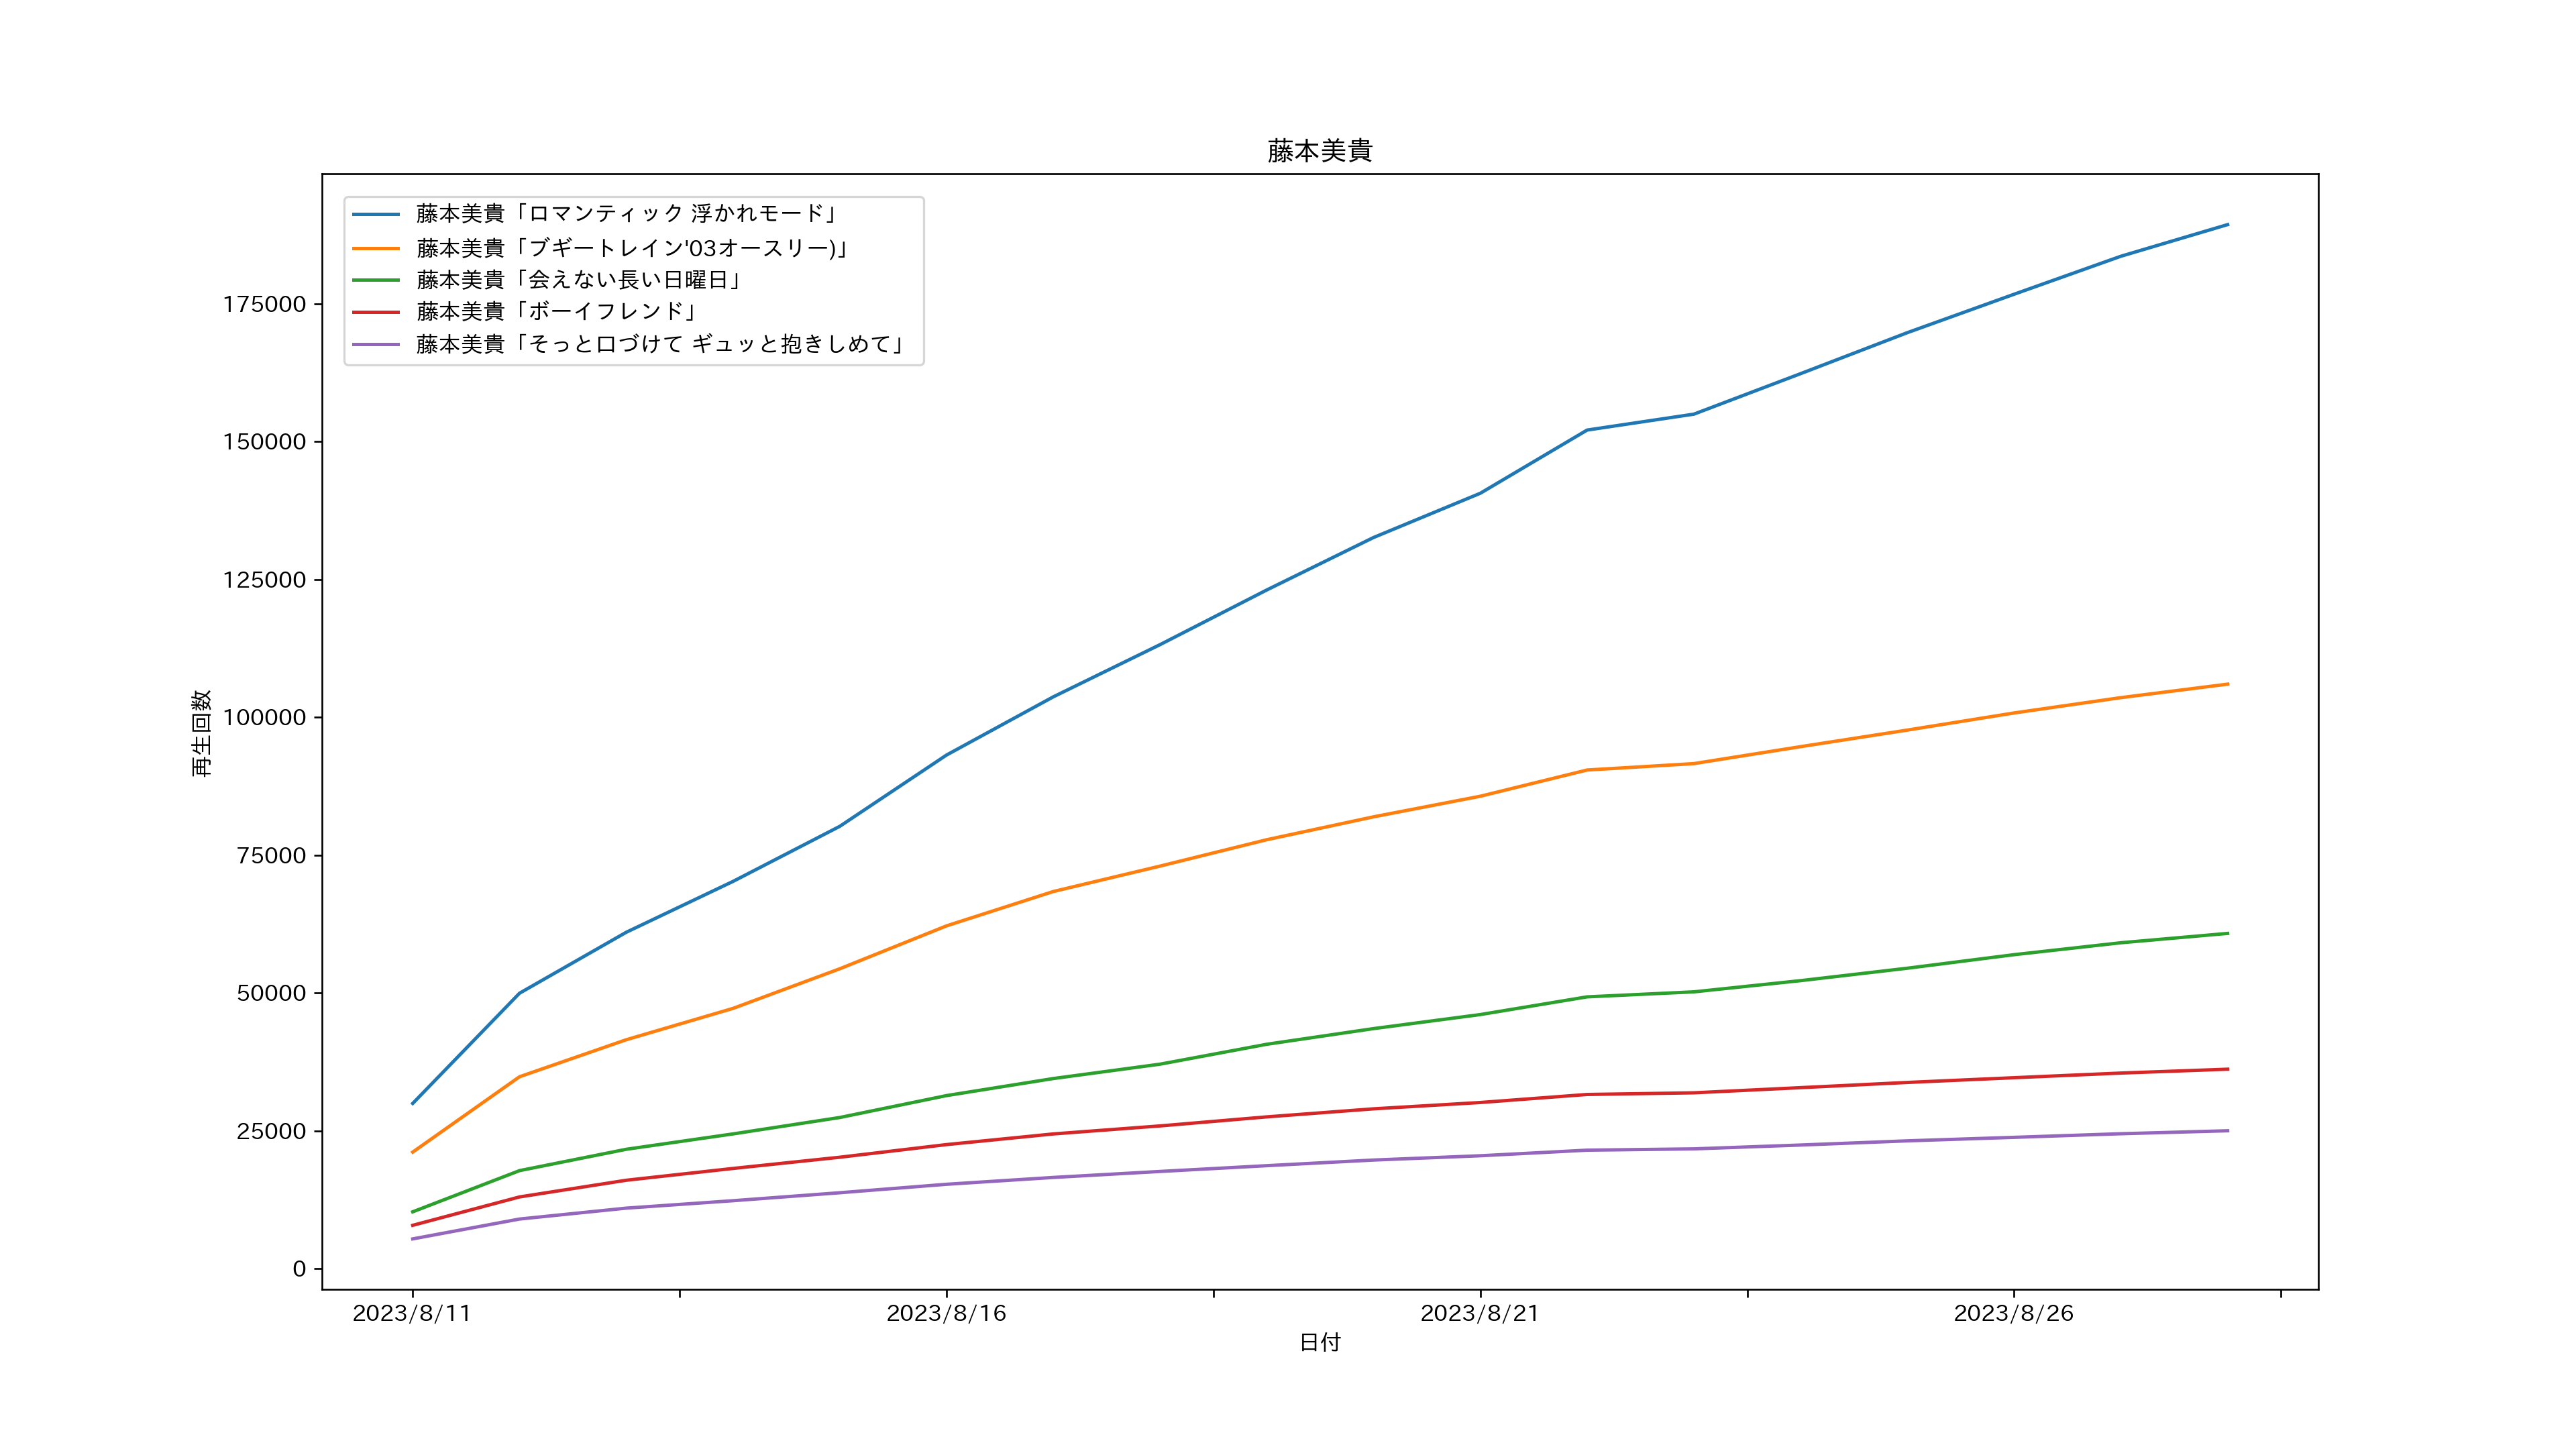 藤本美貴
藤本美貴「ロマンティック 浮かれモード」
藤本美貴「ブギートレイン'03オースリー)」
藤本美貴「会えない長い日曜日」
藤本美貴「ボーイフレンド」
藤本美貴「そっと口づけて ギュッと抱きしめて」
175000
150000
125000
100000
75000
50000
25000
0
再生回数
2023/8/11
2023/8/16
2023/8/21
2023/8/26
日付